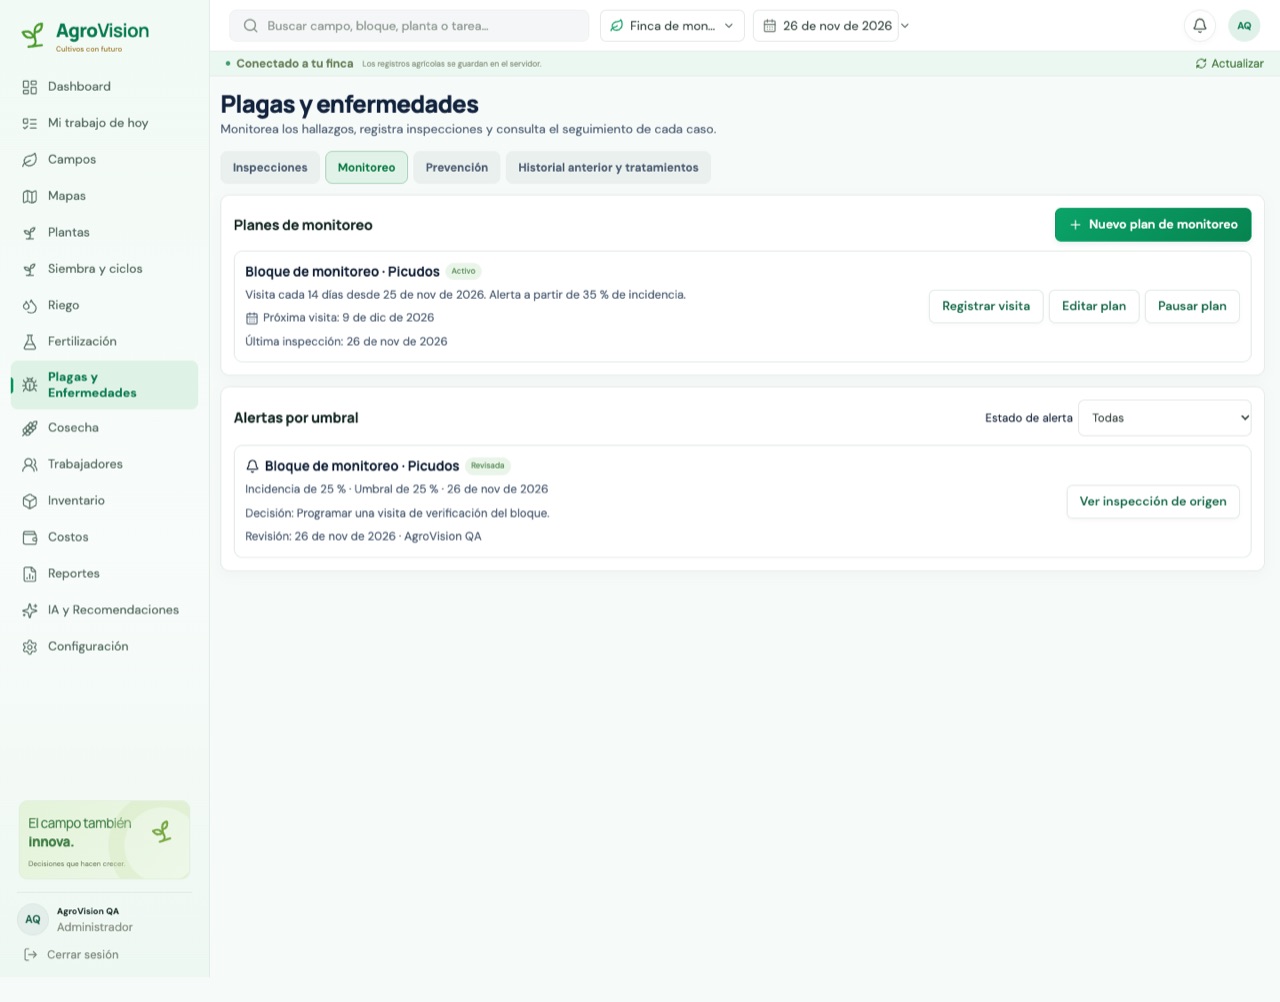 AgroVision
Cultivos con futuro
Buscar campo, bloque, planta o tarea...
Finca de mon...
26 de nov de 2026
AQ
Conectado a tu finca
Los registros agrícolas se guardan en el servidor.
Actualizar
Dashboard
Mi trabajo de hoy
Campos
Mapas
Plantas
Siembra y ciclos
Riego
Fertilización
Plagas y
Enfermedades
Cosecha
Trabajadores
Inventario
Costos
Reportes
IA y Recomendaciones
Configuración
El campo también
innova.
Decisiones que hacen crecer.
AQ
AgroVision QA
Administrador
Cerrar sesión
Plagas y enfermedades
Monitorea los hallazgos, registra inspecciones y consulta el seguimiento de cada caso.
Inspecciones
Monitoreo
Prevención
Historial anterior y tratamientos
Planes de monitoreo
+ Nuevo plan de monitoreo
Bloque de monitoreo · Picudos
Activo
Visita cada 14 días desde 25 de nov de 2026. Alerta a partir de 35 % de incidencia.
Próxima visita: 9 de dic de 2026
Última inspección: 26 de nov de 2026
Registrar visita
Editar plan
Pausar plan
Alertas por umbral
Estado de alerta
Todas
Bloque de monitoreo · Picudos
Revisada
Incidencia de 25 % · Umbral de 25 % · 26 de nov de 2026
Decisión: Programar una visita de verificación del bloque.
Revisión: 26 de nov de 2026 · AgroVision QA
Ver inspección de origen